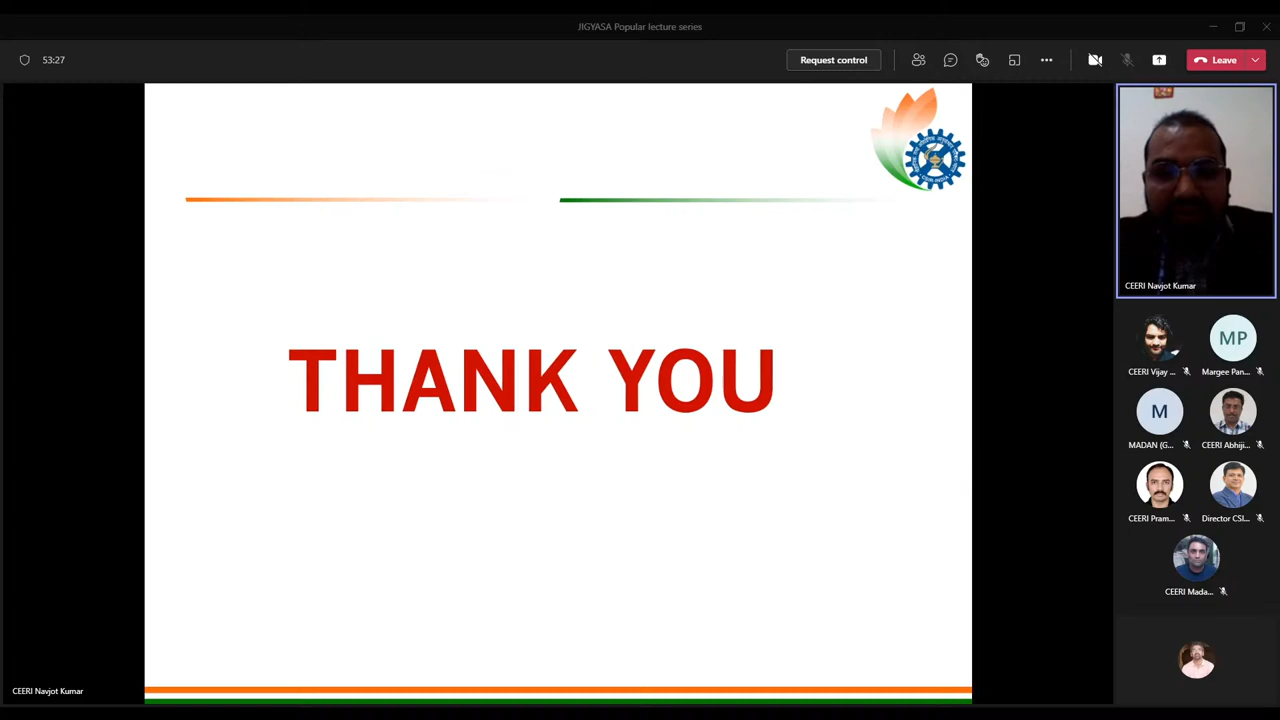 JIGYASA Popular lecture series
53:27
Request control
Leave
THANK YOU
CEERI Navjot Kumar
CEERI Vijay ...
Margee Pan...
MP
MADAN (G...
M
CEERI Abhiji...
CEERI Pram...
Director CSI...
CEERI Mada...
CEERI Navjot Kumar